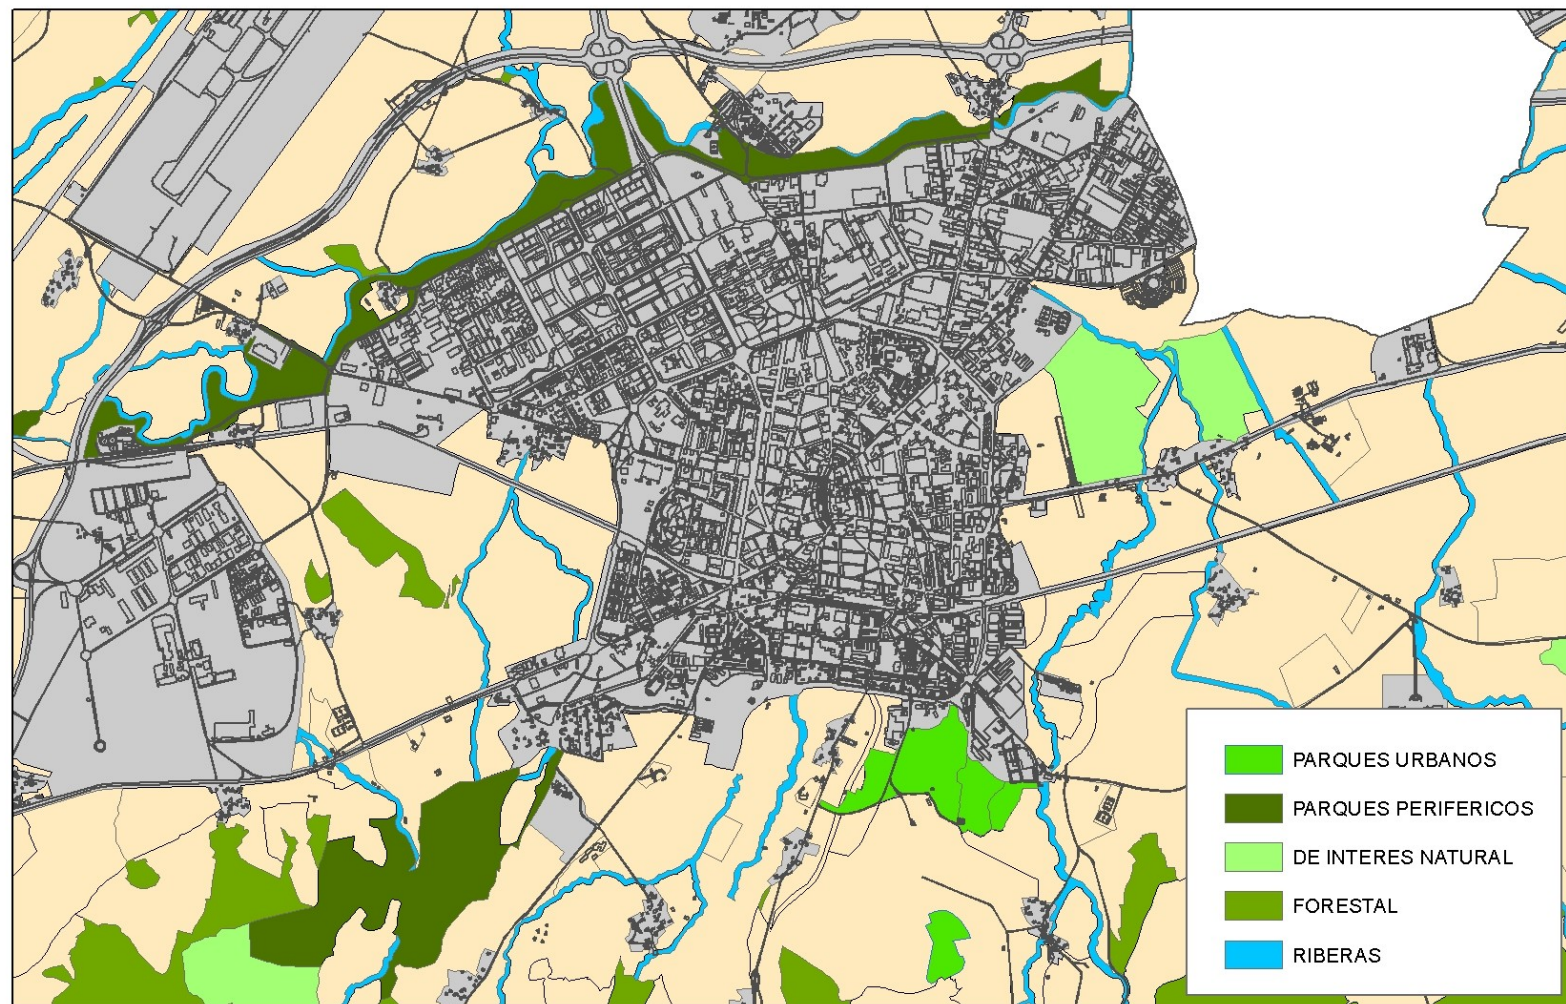 PARQUES URBANOS
PARQUES PERIFERICOS
DE INTERES NATURAL
FORESTAL
RIBERAS